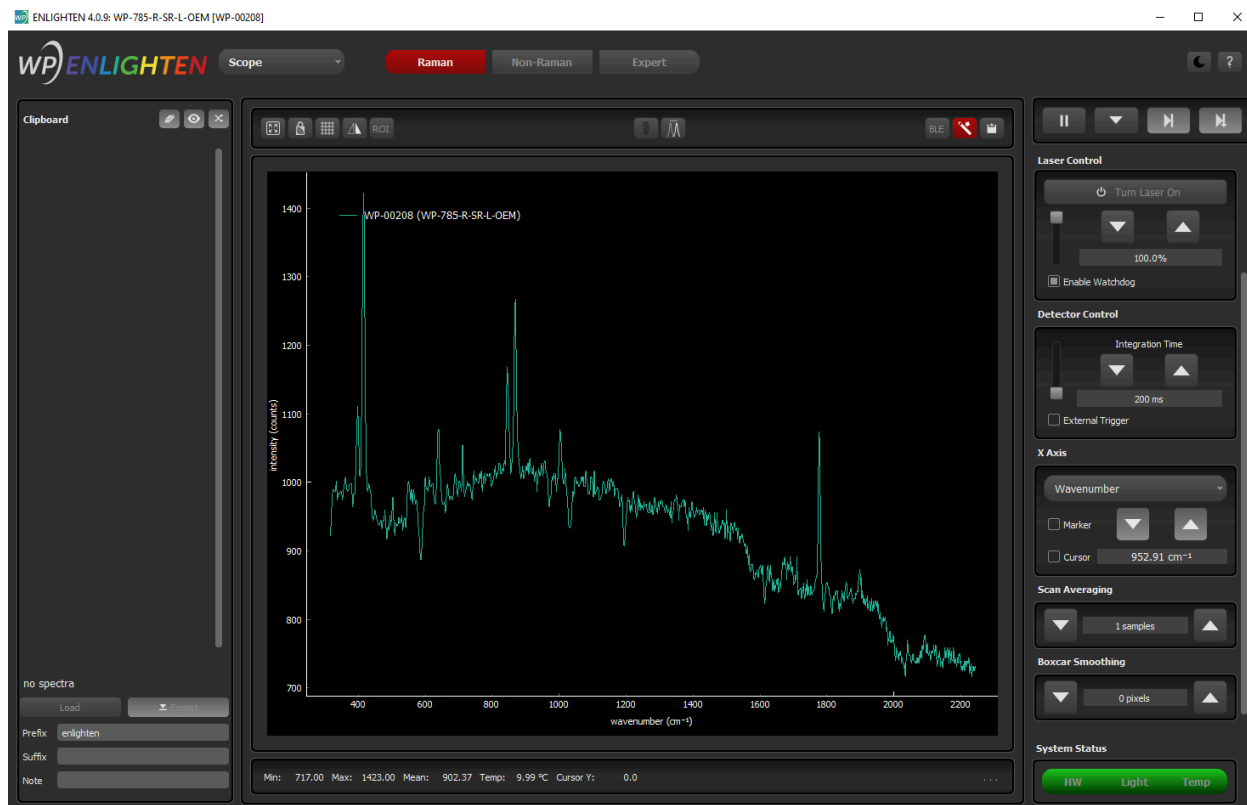 WP ENLIGHTEN 4.0.9: WP-785-R-SR-L-OEM [WP-00208]
WP ENLIGHTEN
Scope
Raman
Non-Raman
Expert
?
Clipboard
no spectra
Load
Export
Prefix
enlighten
Suffix
Note
ROI
BLE
WP-00208 (WP-785-R-SR-L-OEM)
intensity (counts)
1400
1300
1200
1100
1000
900
800
700
400 600 800 1000 1200 1400 1600 1800 2000 2200
wavenumber (cm⁻¹)
Min: 717.00 Max: 1423.00 Mean: 902.37 Temp: 9.99 °C Cursor Y: 0.0
...
Laser Control
Turn Laser On
100.0%
Enable Watchdog
Detector Control
Integration Time
200 ms
External Trigger
X Axis
Wavenumber
Marker
Cursor
952.91 cm⁻¹
Scan Averaging
1 samples
Boxcar Smoothing
0 pixels
System Status
HW Light Temp